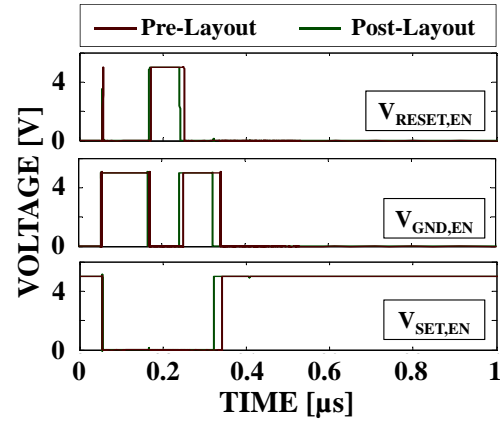 Pre-Layout Post-Layout
4
0
V_RESET,EN
4
0
V_GND,EN
4
0
V_SET,EN
VOLTAGE [V]
0 0.2 0.4 0.6 0.8 1
TIME [µs]